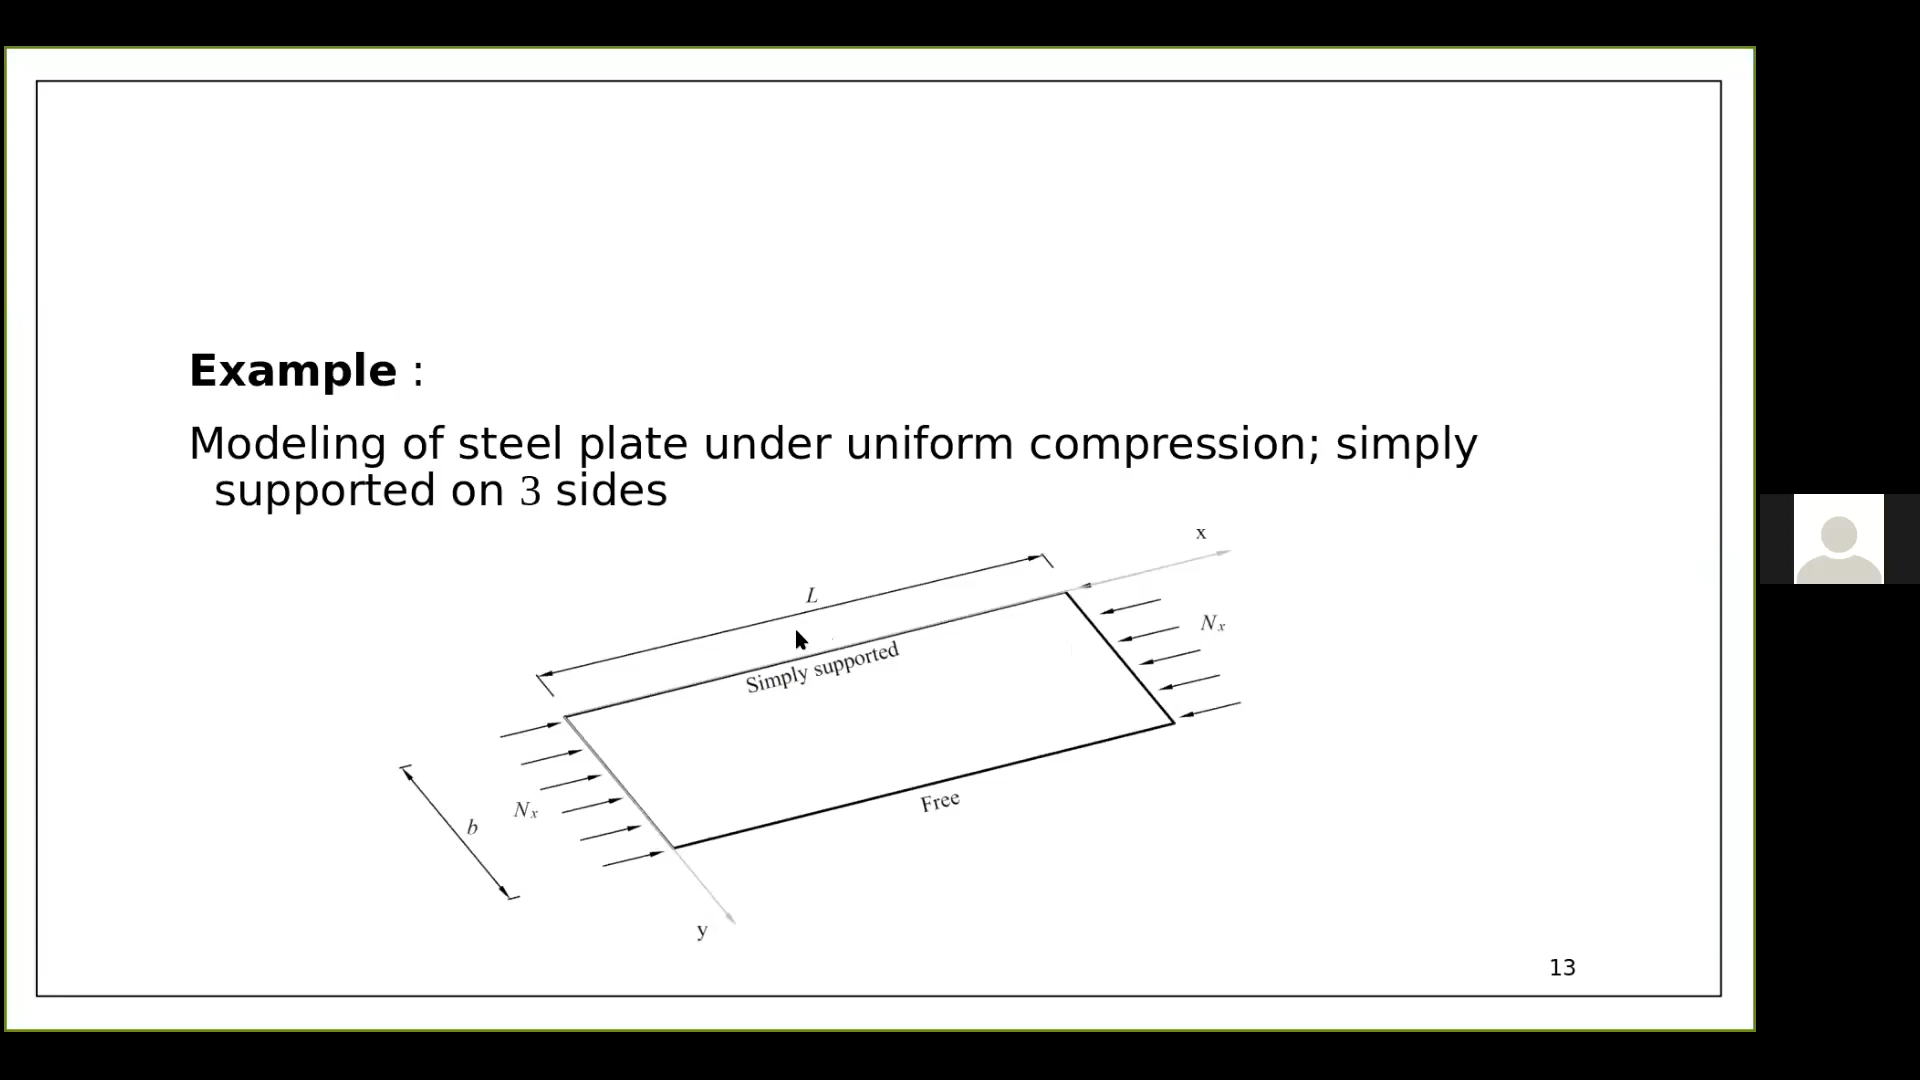 Example :
Modeling of steel plate under uniform compression; simply
supported on 3 sides
x
L
Nx
Simply supported
Free
Nx
b
y
13